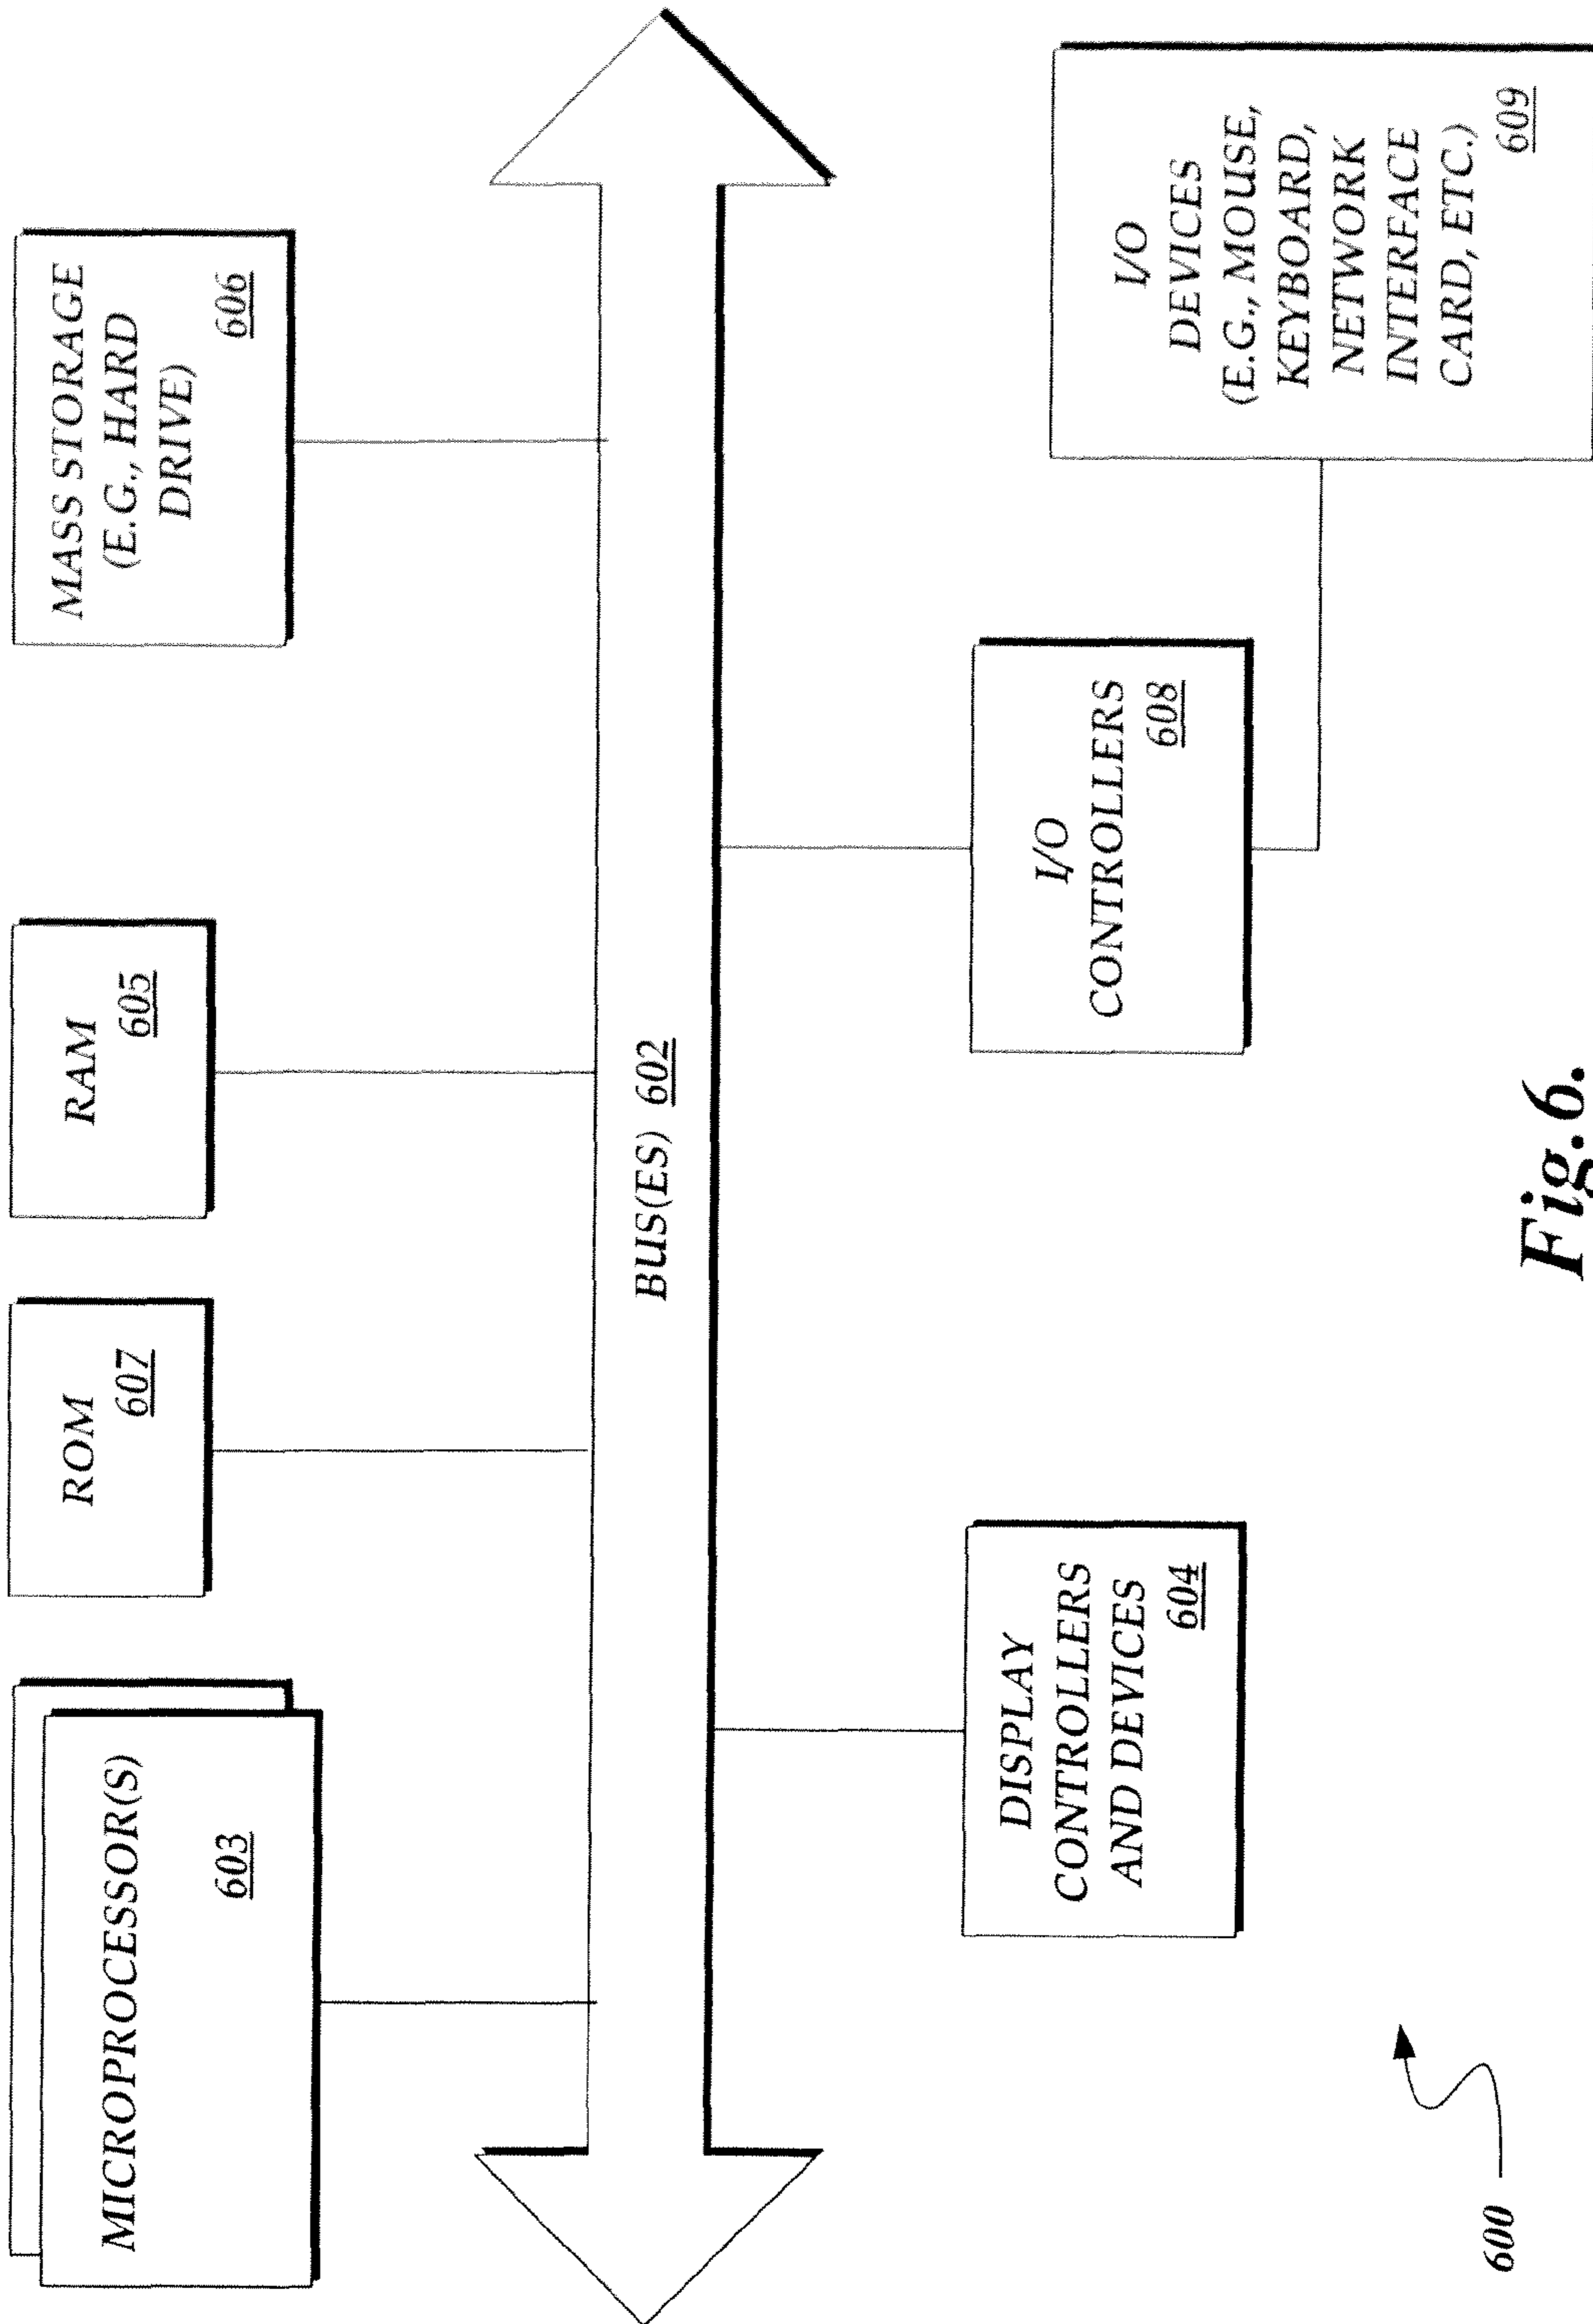 MICROPROCESSOR(S)
603
ROM
607
RAM
605
MASS STORAGE
(E.G., HARD
DRIVE)
606
BUS(ES) 602
DISPLAY
CONTROLLERS
AND DEVICES
604
I/O
CONTROLLERS
608
I/O
DEVICES
(E.G., MOUSE,
KEYBOARD,
NETWORK
INTERFACE
CARD, ETC.)
609
600
Fig.6.